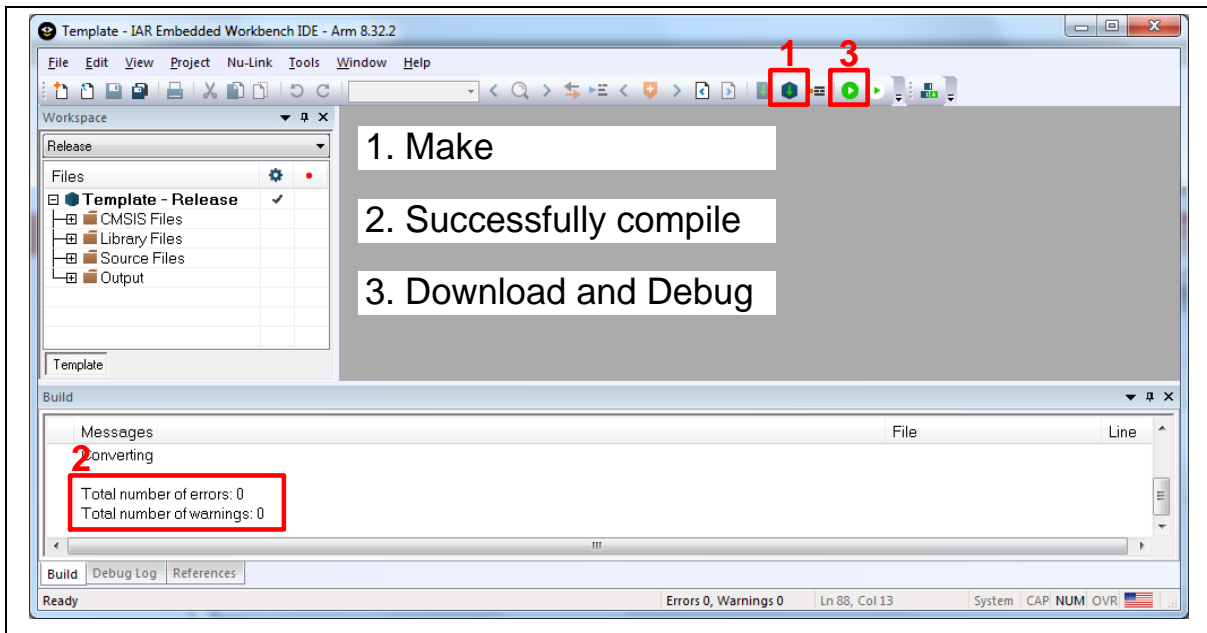 Template - IAR Embedded Workbench IDE - Arm 8.32.2
File Edit View Project Nu-Link Tools Window Help
1 3
Workspace
Release
Files
Template - Release
CMSIS Files
Library Files
Source Files
Output
Template
1. Make
2. Successfully compile
3. Download and Debug
Build
Messages File Line
Converting
2
Total number of errors: 0
Total number of warnings: 0
Build Debug Log References
Ready Errors 0, Warnings 0 Ln 88, Col 13 System CAP NUM OVR